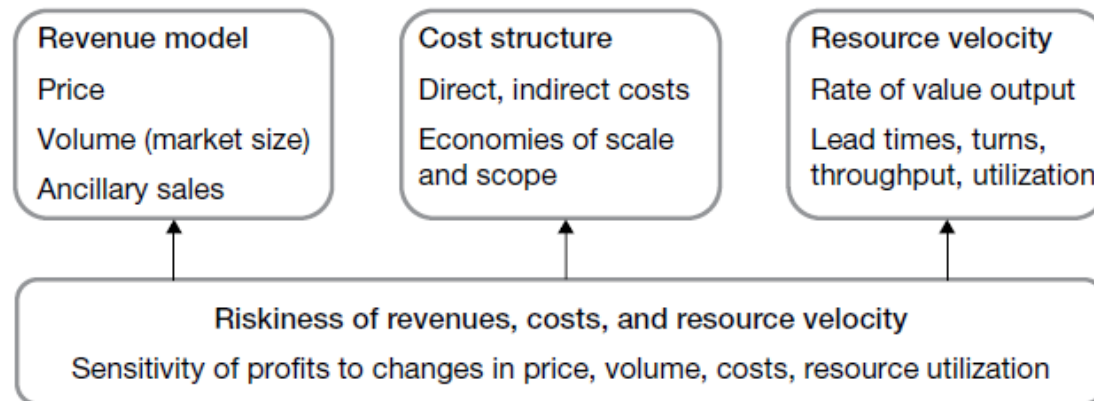 Revenue model
Price
Volume (market size)
Ancillary sales
Cost structure
Direct, indirect costs
Economies of scale
and scope
Resource velocity
Rate of value output
Lead times, turns,
throughput, utilization
Riskiness of revenues, costs, and resource velocity
Sensitivity of profits to changes in price, volume, costs, resource utilization